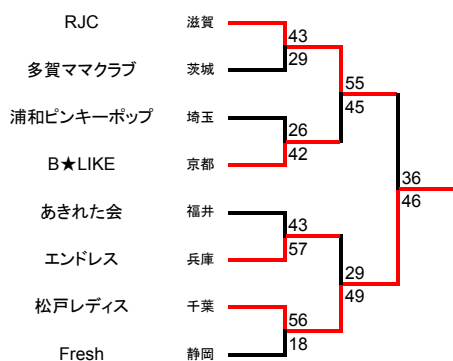 RJC 滋賀
43
29
多賀ママクラブ 茨城
55
45
浦和ピンキーポップ 埼玉
26
42
B★LIKE 京都
36
46
あきれた会 福井
43
57
エンドレス 兵庫
29
49
松戸レディス 千葉
56
18
Fresh 静岡